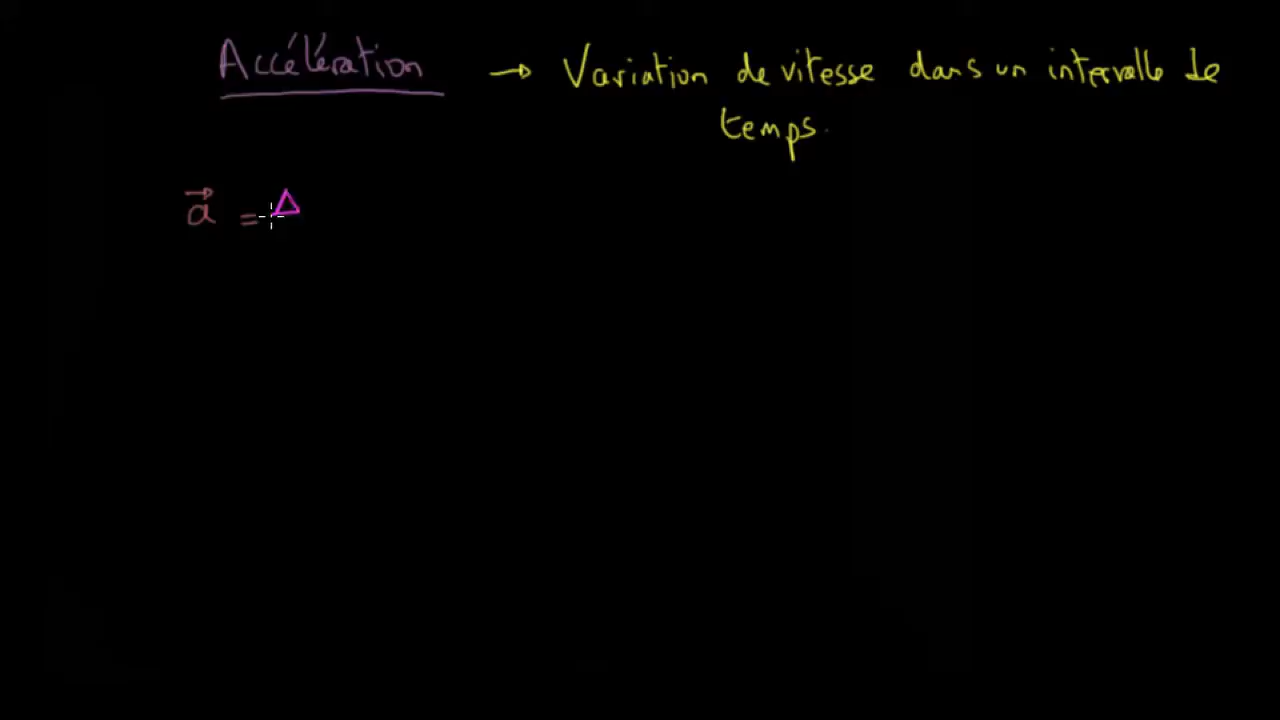 Accélération → Variation de vitesse dans un intervalle de
temps.
a⃗ = Δ